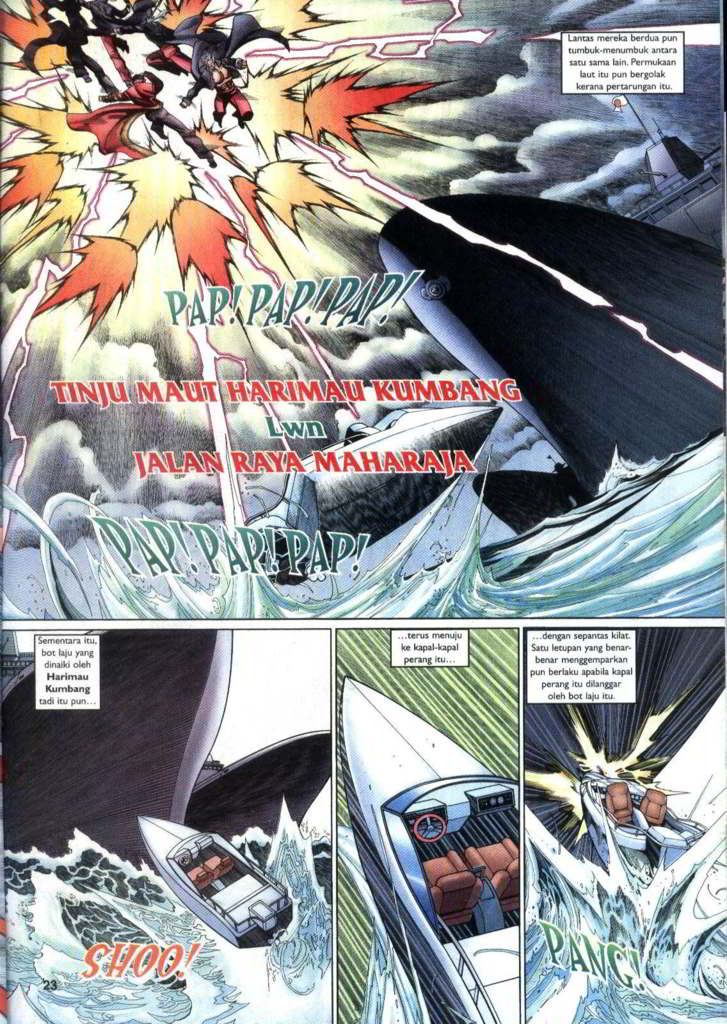 Lantas mereka berdua pun
tumbuk-menumbuk antara
satu sama lain. Permukaan
laut itu pun bergolak
kerana pertarungan itu.
PAP! PAP! PAP!
TINJU MAUT HARIMAU KUMBANG
Lwn
JALAN RAYA MAHARAJA
PAP! PAP! PAP!
Sementara itu,
bot laju yang
dinaiki oleh
Harimau
Kumbang
tadi itu pun...
SHOO!
...terus menuju
ke kapal-kapal
perang itu...
...dengan sepantas kilat.
Satu letupan yang benar-
benar menggemparkan
pun berlaku apabila kapal
perang itu dilanggar
oleh bot laju itu.
PANG!
23